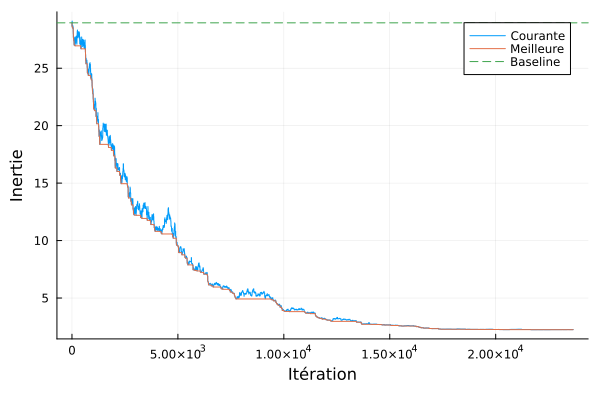 Courante
Meilleure
Baseline
25
20
15
10
5
Inertie
0
5.00×10³
1.00×10⁴
1.50×10⁴
2.00×10⁴
Itération